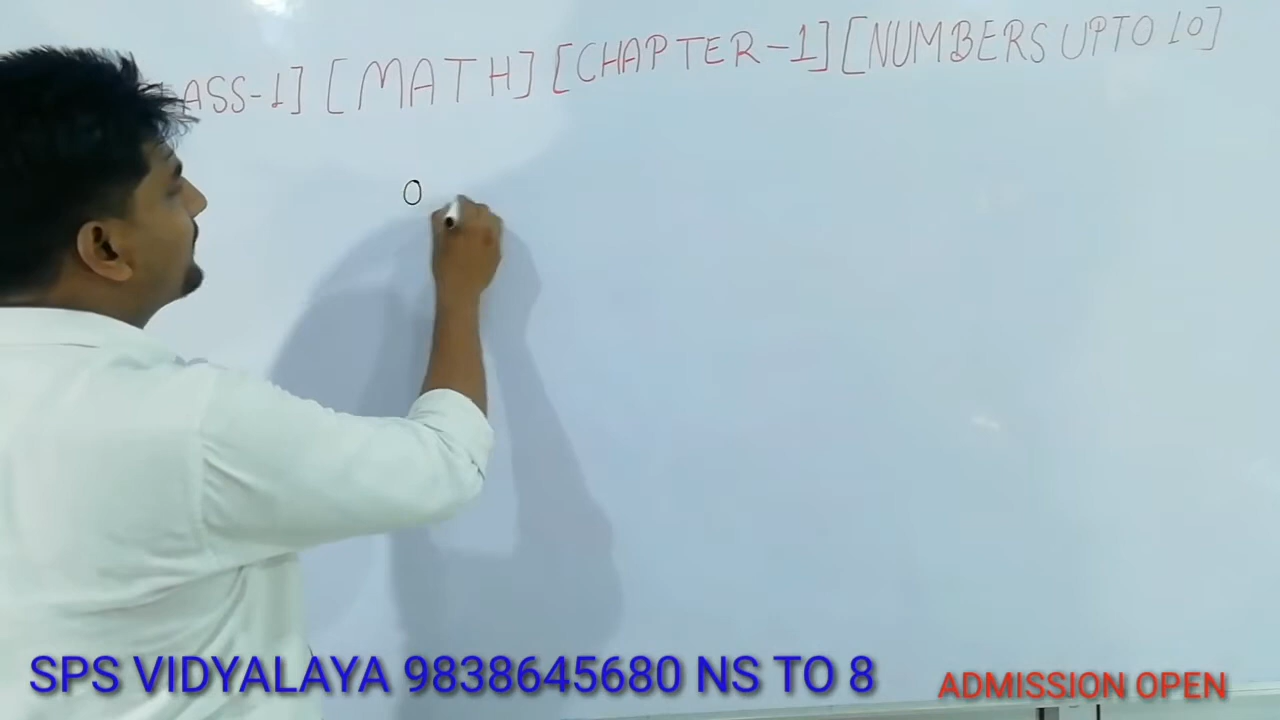 ASS-1] [MATH] [CHAPTER-1] [NUMBERS UPTO 10]
0
SPS VIDYALAYA 9838645680 NS TO 8
ADMISSION OPEN